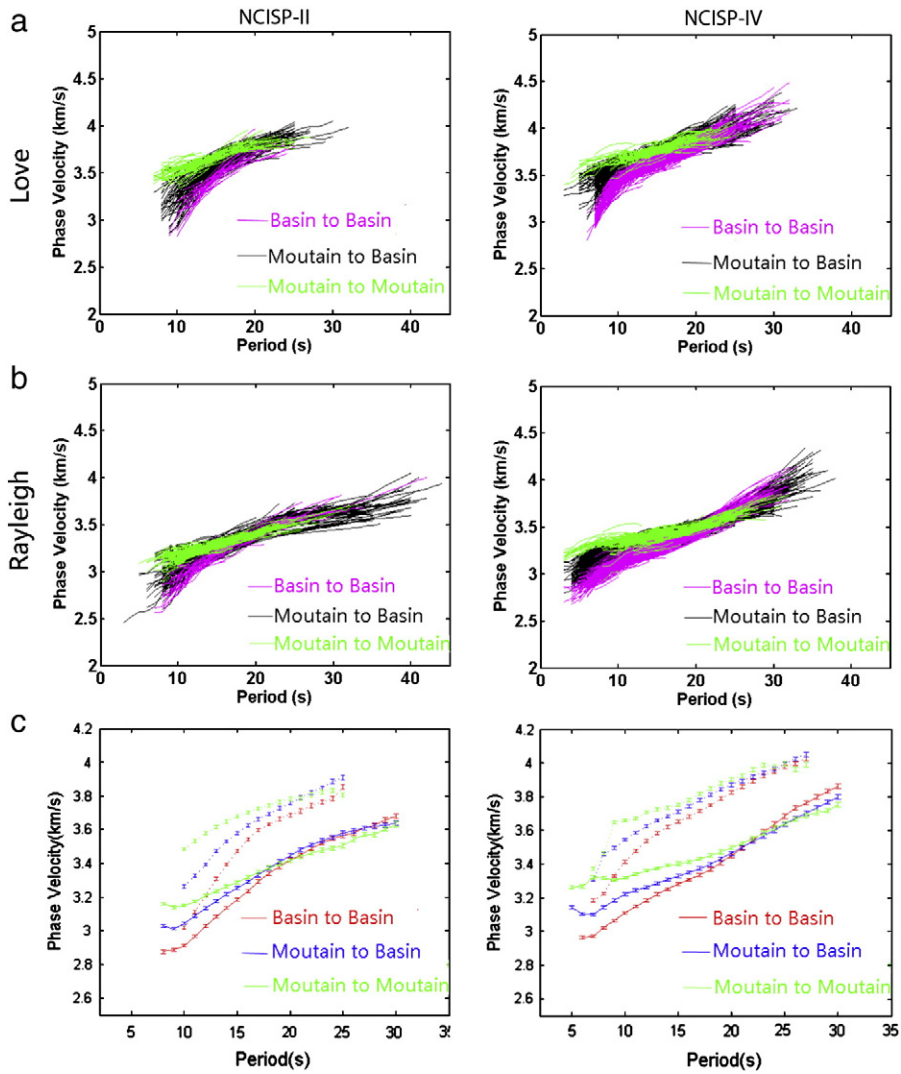 a
NCISP-II
NCISP-IV
Love
Phase Velocity (km/s)
5
4.5
4
3.5
3
2.5
2
0
10
20
30
40
Period (s)
Basin to Basin
Moutain to Basin
Moutain to Moutain
Phase Velocity (km/s)
5
4.5
4
3.5
3
2.5
2
0
10
20
30
40
Period (s)
Basin to Basin
Moutain to Basin
Moutain to Moutain
b
Rayleigh
Phase Velocity (km/s)
5
4.5
4
3.5
3
2.5
2
0
10
20
30
40
Period (s)
Basin to Basin
Moutain to Basin
Moutain to Moutain
Phase Velocity (km/s)
5
4.5
4
3.5
3
2.5
2
0
10
20
30
40
Period (s)
Basin to Basin
Moutain to Basin
Moutain to Moutain
c
Phase Velocity(km/s)
4.2
4
3.8
3.6
3.4
3.2
3
2.8
2.6
5
10
15
20
25
30
35
Period(s)
Basin to Basin
Moutain to Basin
Moutain to Moutain
Phase Velocity(km/s)
4.2
4
3.8
3.6
3.4
3.2
3
2.8
2.6
2.5
5
10
15
20
25
30
35
Period(s)
Basin to Basin
Moutain to Basin
Moutain to Moutain